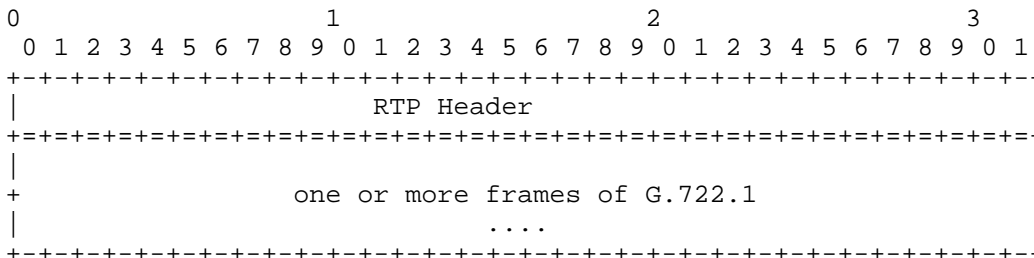 0                   1                   2                   3
 0 1 2 3 4 5 6 7 8 9 0 1 2 3 4 5 6 7 8 9 0 1 2 3 4 5 6 7 8 9 0 1
+-+-+-+-+-+-+-+-+-+-+-+-+-+-+-+-+-+-+-+-+-+-+-+-+-+-+-+-+-+-+-+-
|                      RTP Header
+=+=+=+=+=+=+=+=+=+=+=+=+=+=+=+=+=+=+=+=+=+=+=+=+=+=+=+=+=+=+=+=
|
+                 one or more frames of G.722.1
|                             ....
+-+-+-+-+-+-+-+-+-+-+-+-+-+-+-+-+-+-+-+-+-+-+-+-+-+-+-+-+-+-+-+-